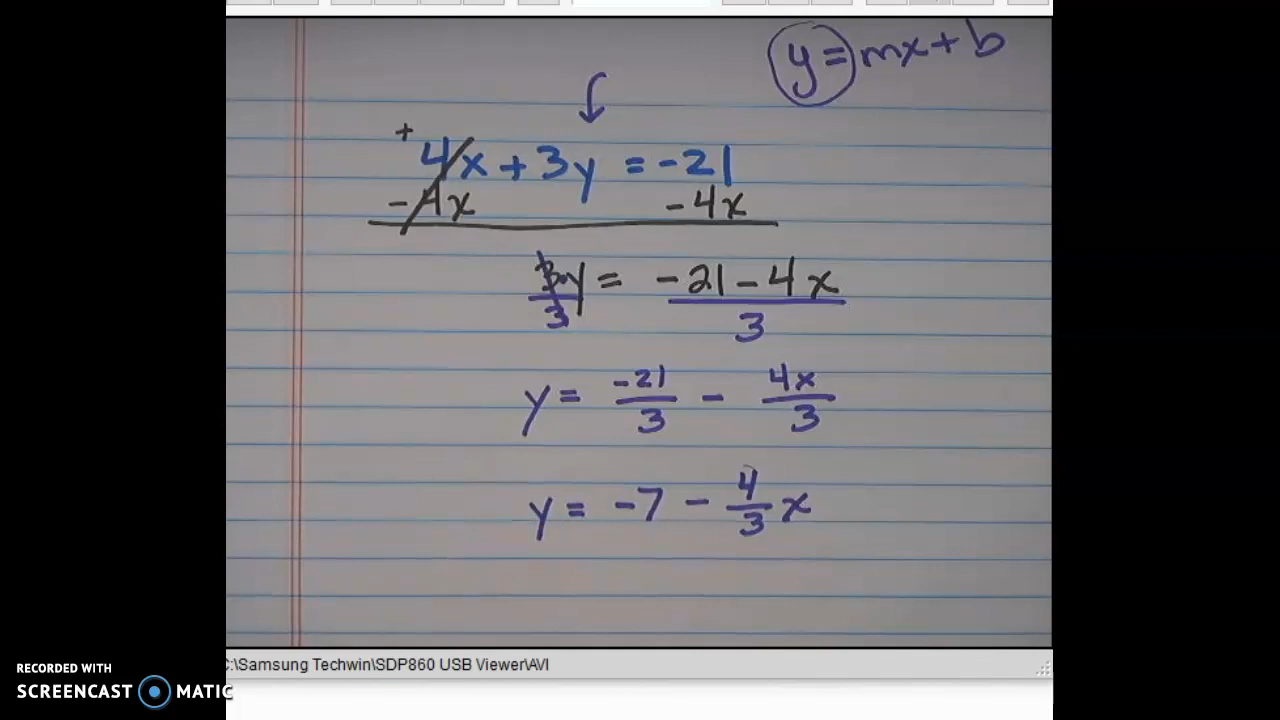 y = mx + b
+
4x + 3y = -21
-4x -4x
3y = -21 - 4x
3 3
y = -21 - 4x
3 3
y = -7 - 4/3 x
C:\Samsung Techwin\SDP860 USB Viewer\AVI
RECORDED WITH
SCREENCAST MATIC